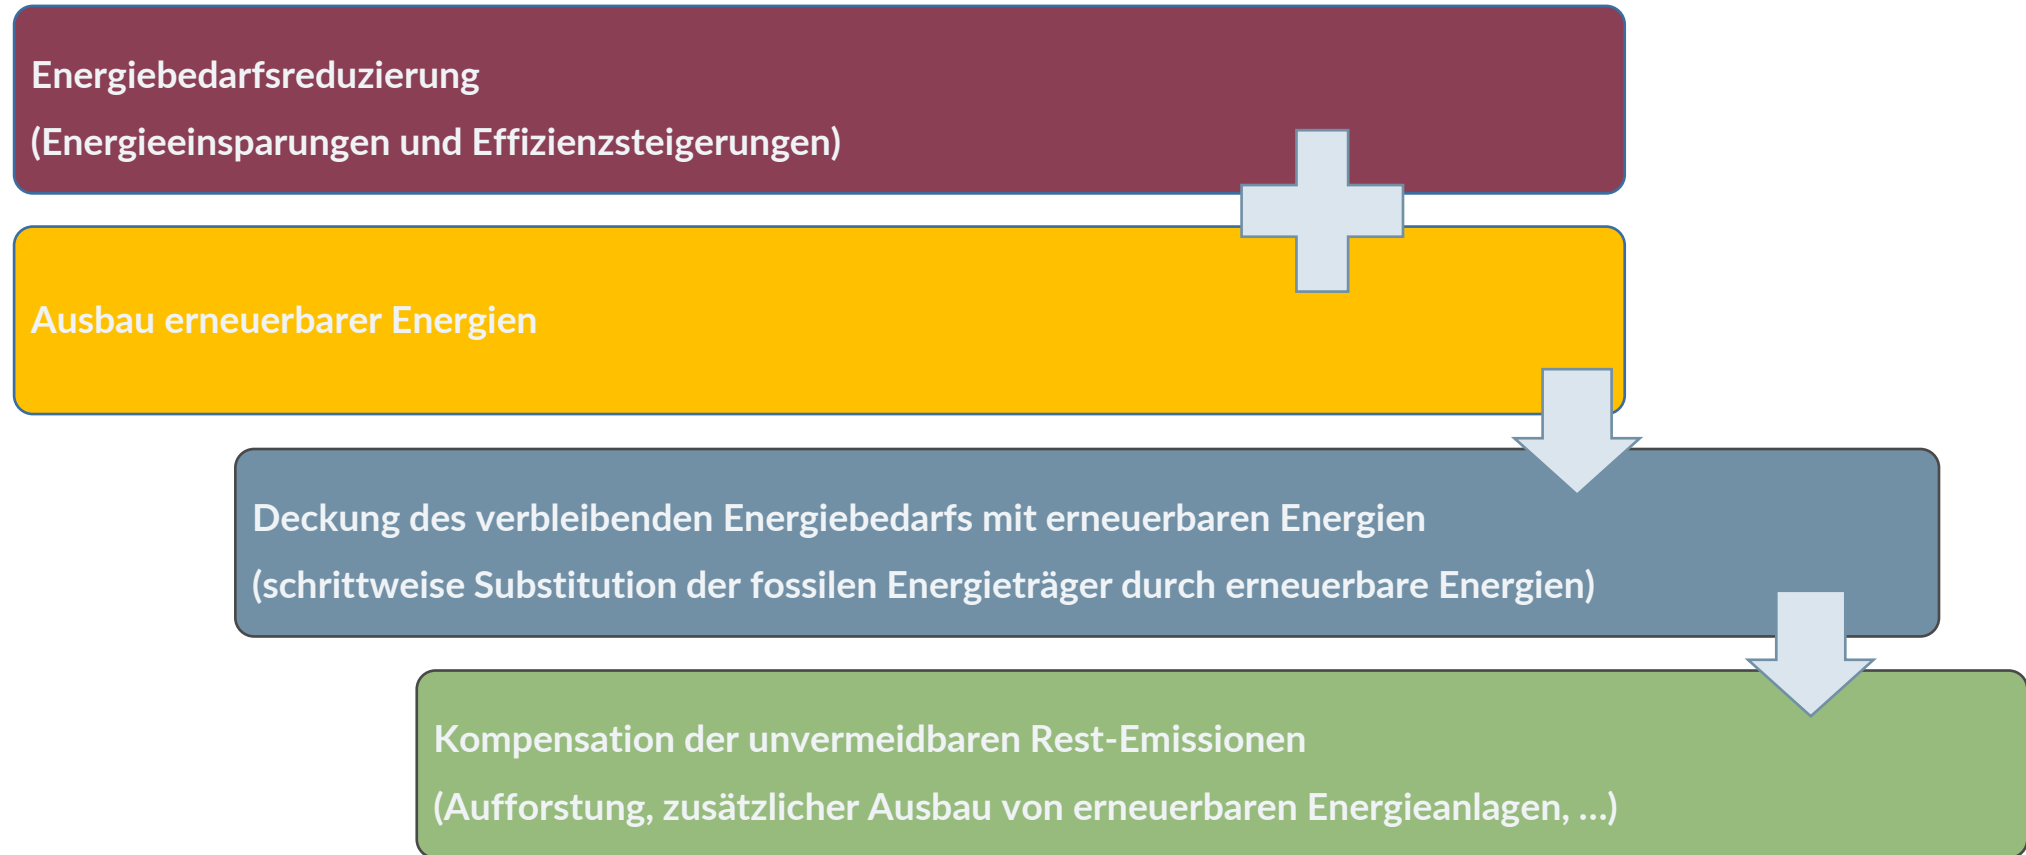 Energiebedarfsreduzierung
(Energieeinsparungen und Effizienzsteigerungen)
Ausbau erneuerbarer Energien
Deckung des verbleibenden Energiebedarfs mit erneuerbaren Energien
(schrittweise Substitution der fossilen Energieträger durch erneuerbare Energien)
Kompensation der unvermeidbaren Rest-Emissionen
(Aufforstung, zusätzlicher Ausbau von erneuerbaren Energieanlagen, ...)